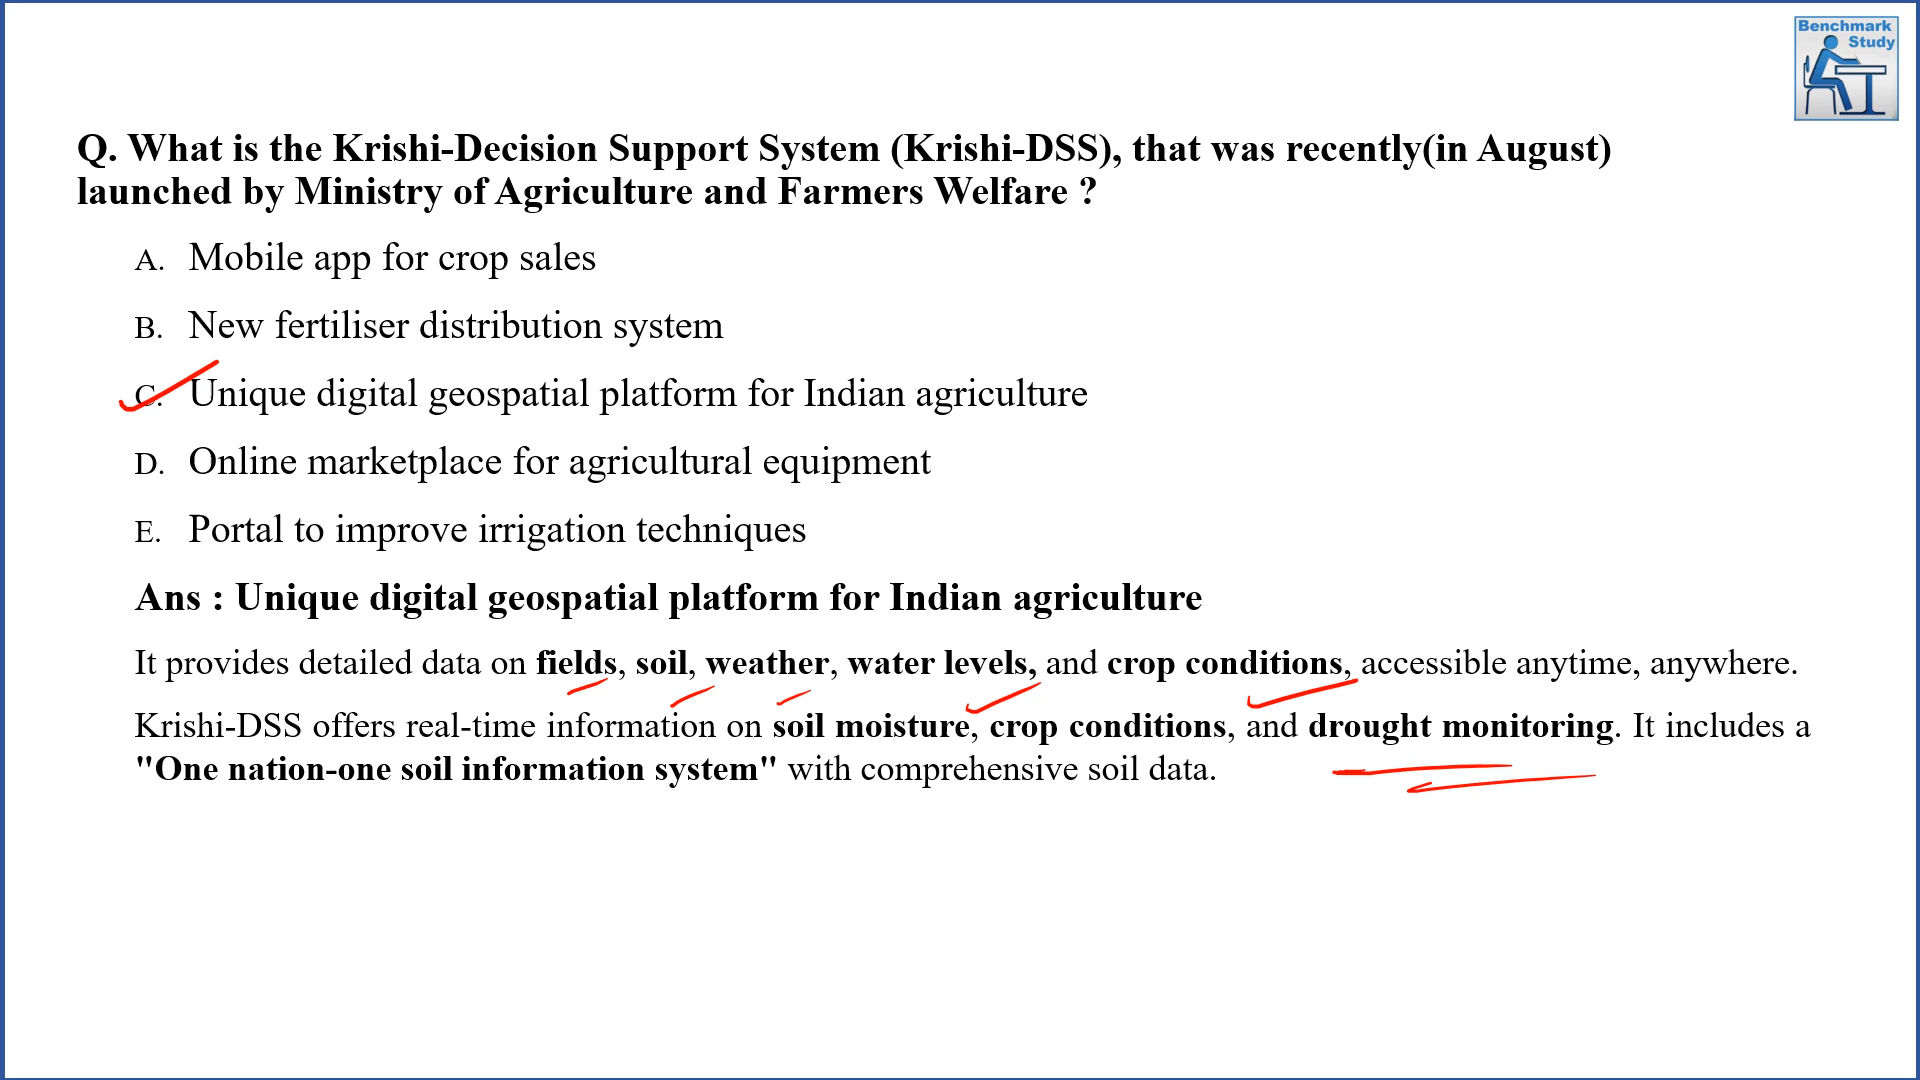 Benchmark
Study
Q. What is the Krishi-Decision Support System (Krishi-DSS), that was recently(in August)
launched by Ministry of Agriculture and Farmers Welfare ?
A. Mobile app for crop sales
B. New fertiliser distribution system
C. Unique digital geospatial platform for Indian agriculture
D. Online marketplace for agricultural equipment
E. Portal to improve irrigation techniques
Ans : Unique digital geospatial platform for Indian agriculture
It provides detailed data on fields, soil, weather, water levels, and crop conditions, accessible anytime, anywhere.
Krishi-DSS offers real-time information on soil moisture, crop conditions, and drought monitoring. It includes a
"One nation-one soil information system" with comprehensive soil data.